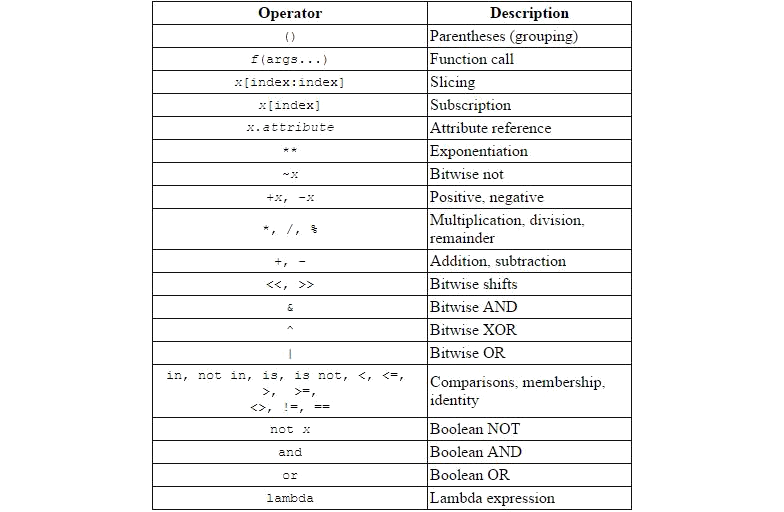 Operator Description
() Parentheses (grouping)
f(args...) Function call
x[index:index] Slicing
x[index] Subscription
x.attribute Attribute reference
** Exponentiation
~x Bitwise not
+x, -x Positive, negative
*, /, % Multiplication, division,
remainder
+, - Addition, subtraction
<<, >> Bitwise shifts
& Bitwise AND
^ Bitwise XOR
| Bitwise OR
in, not in, is, is not, <, <=,
>, >=,
<>, !=, == Comparisons, membership,
identity
not x Boolean NOT
and Boolean AND
or Boolean OR
lambda Lambda expression